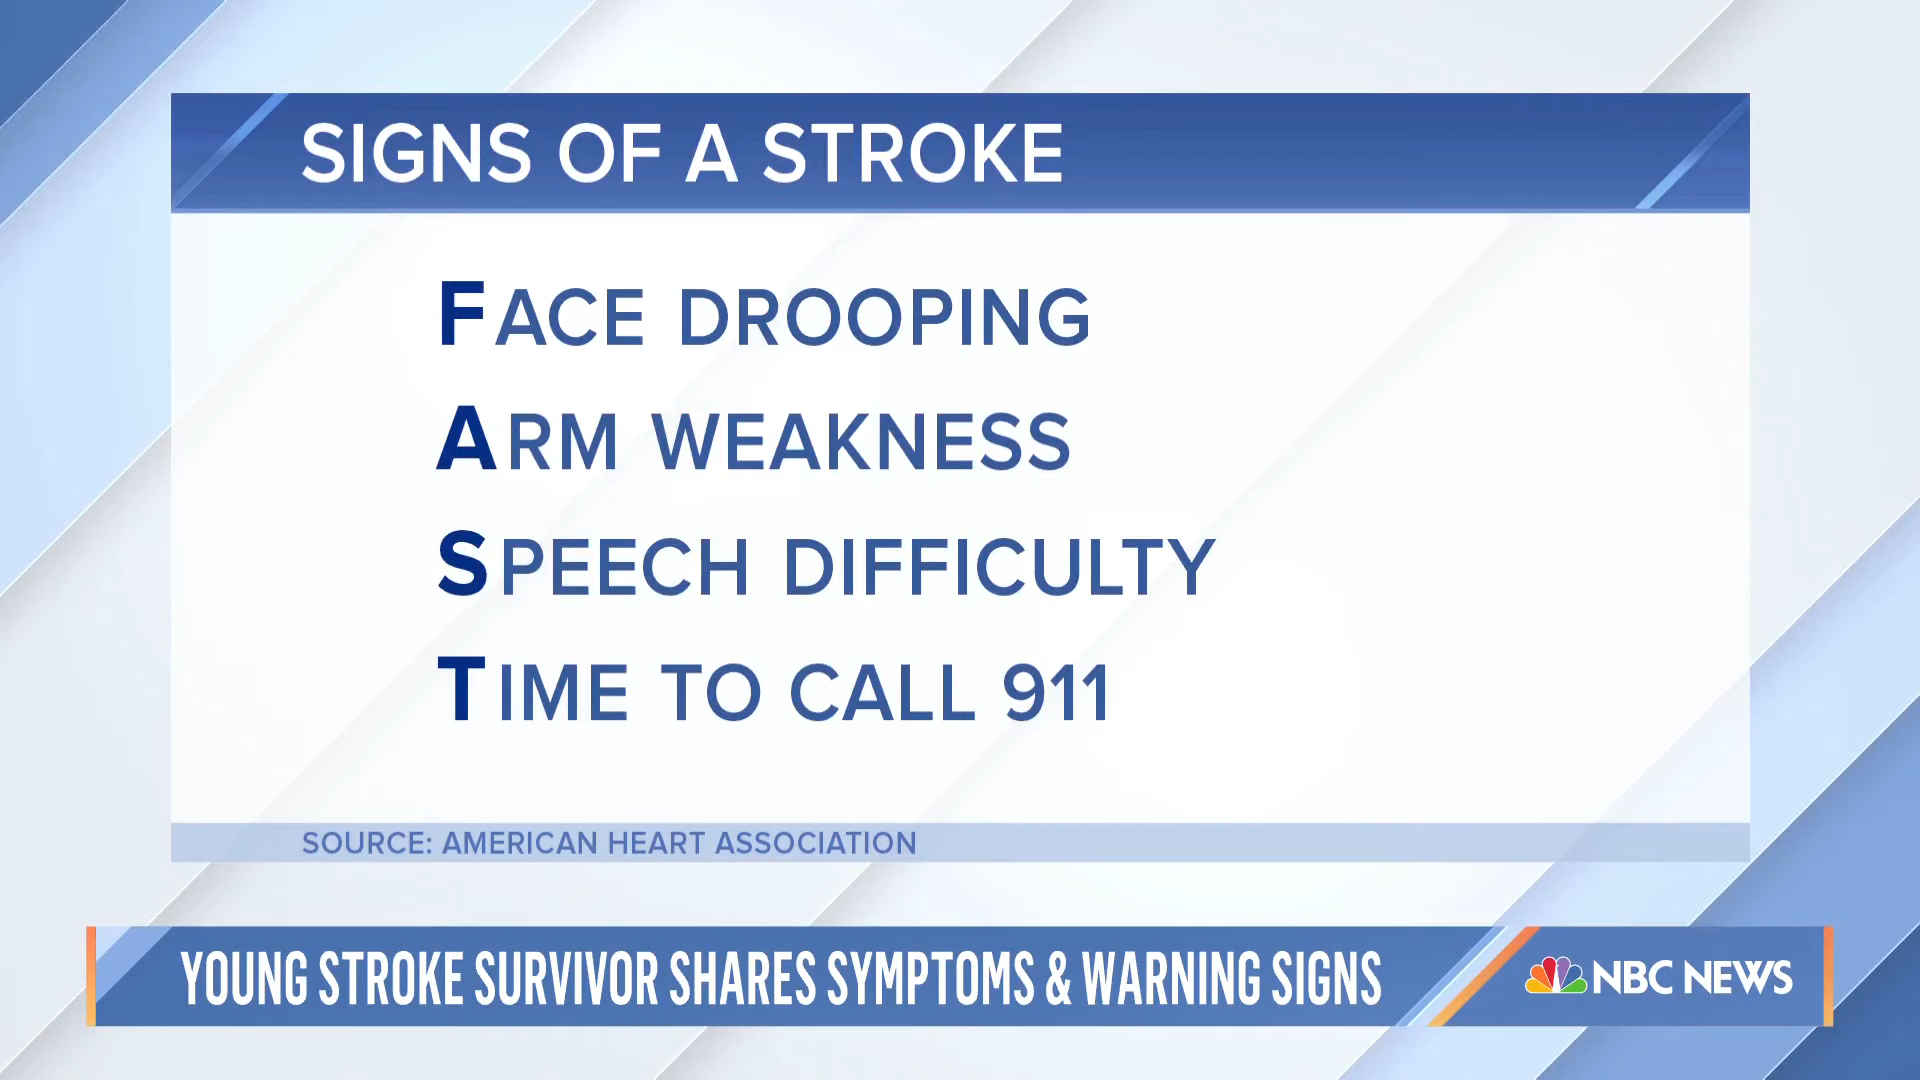 SIGNS OF A STROKE
FACE DROOPING
ARM WEAKNESS
SPEECH DIFFICULTY
TIME TO CALL 911
SOURCE: AMERICAN HEART ASSOCIATION
YOUNG STROKE SURVIVOR SHARES SYMPTOMS & WARNING SIGNS
NBC NEWS